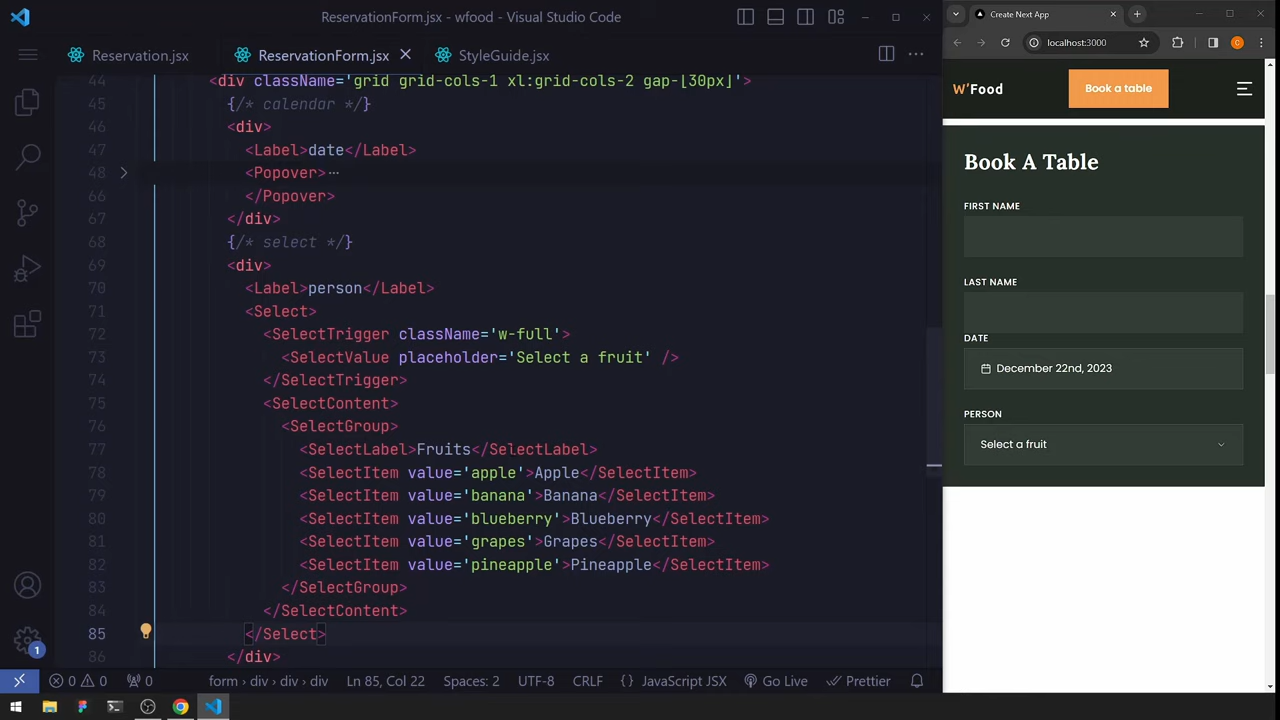 ReservationForm.jsx - wfood - Visual Studio Code
Reservation.jsx
ReservationForm.jsx
StyleGuide.jsx
44 <div className='grid grid-cols-1 xl:grid-cols-2 gap-[30px]'>
45 {/* calendar */}
46 <div>
47 <Label>date</Label>
48 <Popover>⋯
66 </Popover>
67 </div>
68 {/* select */}
69 <div>
70 <Label>person</Label>
71 <Select>
72 <SelectTrigger className='w-full'>
73 <SelectValue placeholder='Select a fruit' />
74 </SelectTrigger>
75 <SelectContent>
76 <SelectGroup>
77 <SelectLabel>Fruits</SelectLabel>
78 <SelectItem value='apple'>Apple</SelectItem>
79 <SelectItem value='banana'>Banana</SelectItem>
80 <SelectItem value='blueberry'>Blueberry</SelectItem>
81 <SelectItem value='grapes'>Grapes</SelectItem>
82 <SelectItem value='pineapple'>Pineapple</SelectItem>
83 </SelectGroup>
84 </SelectContent>
85 </Select>
86 </div>
1
0 0 0 form › div › div › div Ln 85, Col 22 Spaces: 2 UTF-8 CRLF {} JavaScript JSX Go Live Prettier
Create Next App
localhost:3000
C
W'Food
Book a table
Book A Table
FIRST NAME
LAST NAME
DATE
December 22nd, 2023
PERSON
Select a fruit